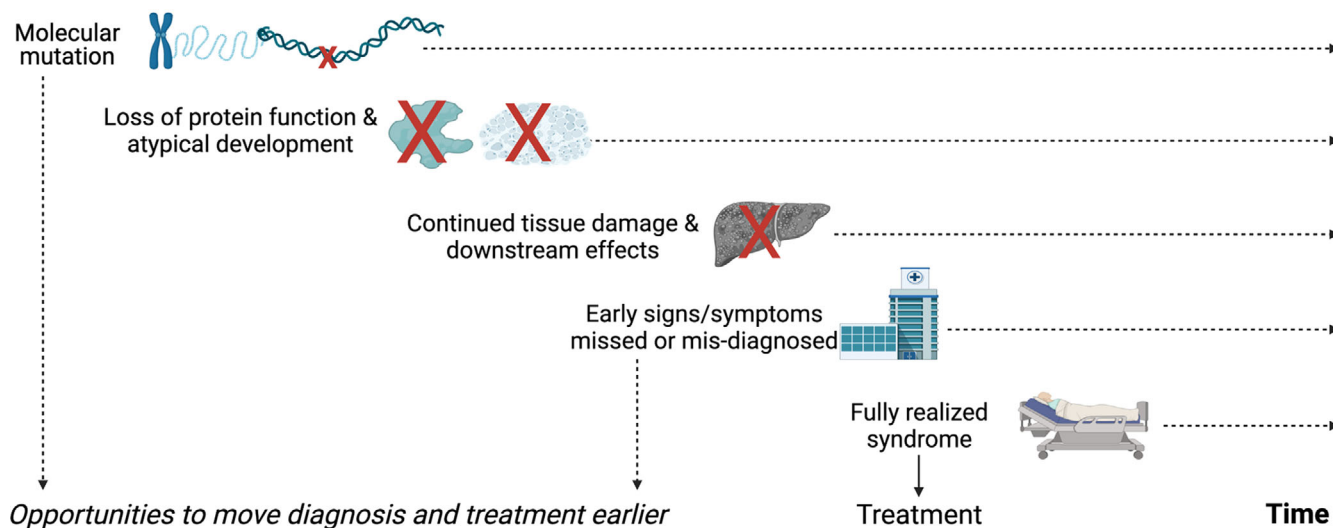 Molecular
mutation
Loss of protein function &
atypical development
Continued tissue damage &
downstream effects
Early signs/symptoms
missed or mis-diagnosed
Fully realized
syndrome
Opportunities to move diagnosis and treatment earlier
Treatment
Time